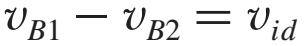 v_{B1} − v_{B2} = v_{id}